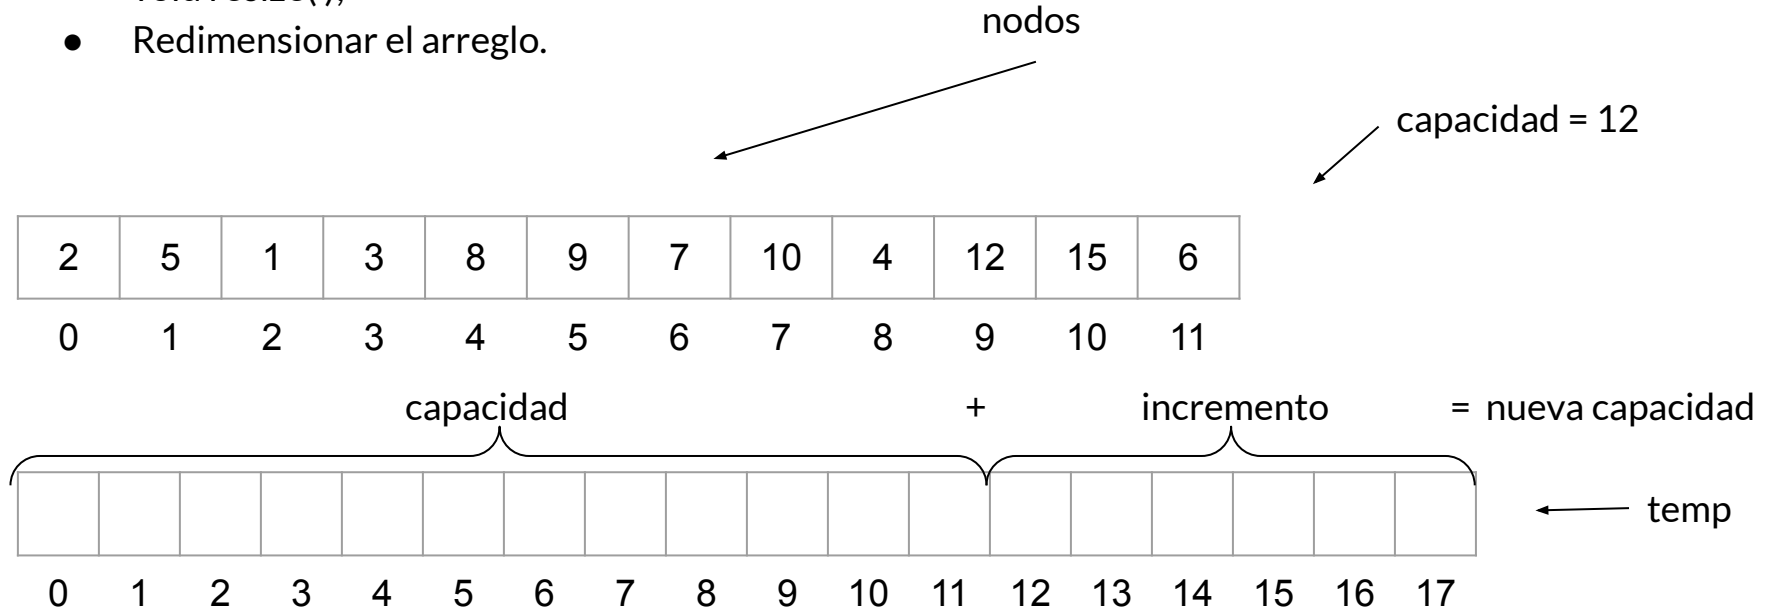 ● Redimensionar el arreglo.
nodos
capacidad = 12
2 5 1 3 8 9 7 10 4 12 15 6
0 1 2 3 4 5 6 7 8 9 10 11
capacidad + incremento = nueva capacidad
temp
0 1 2 3 4 5 6 7 8 9 10 11 12 13 14 15 16 17